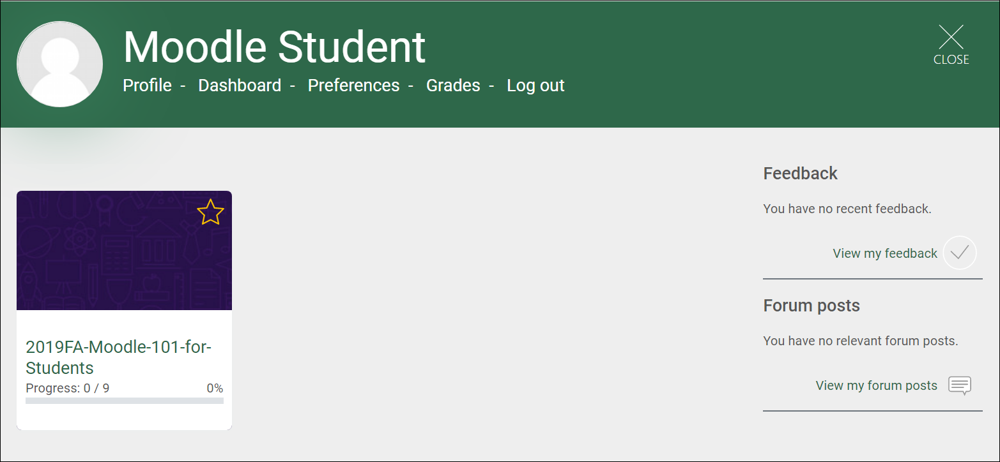 Moodle Student
CLOSE
Profile - Dashboard - Preferences - Grades - Log out
2019FA-Moodle-101-for-
Students
Progress: 0 / 9 0%
Feedback
You have no recent feedback.
View my feedback
Forum posts
You have no relevant forum posts.
View my forum posts